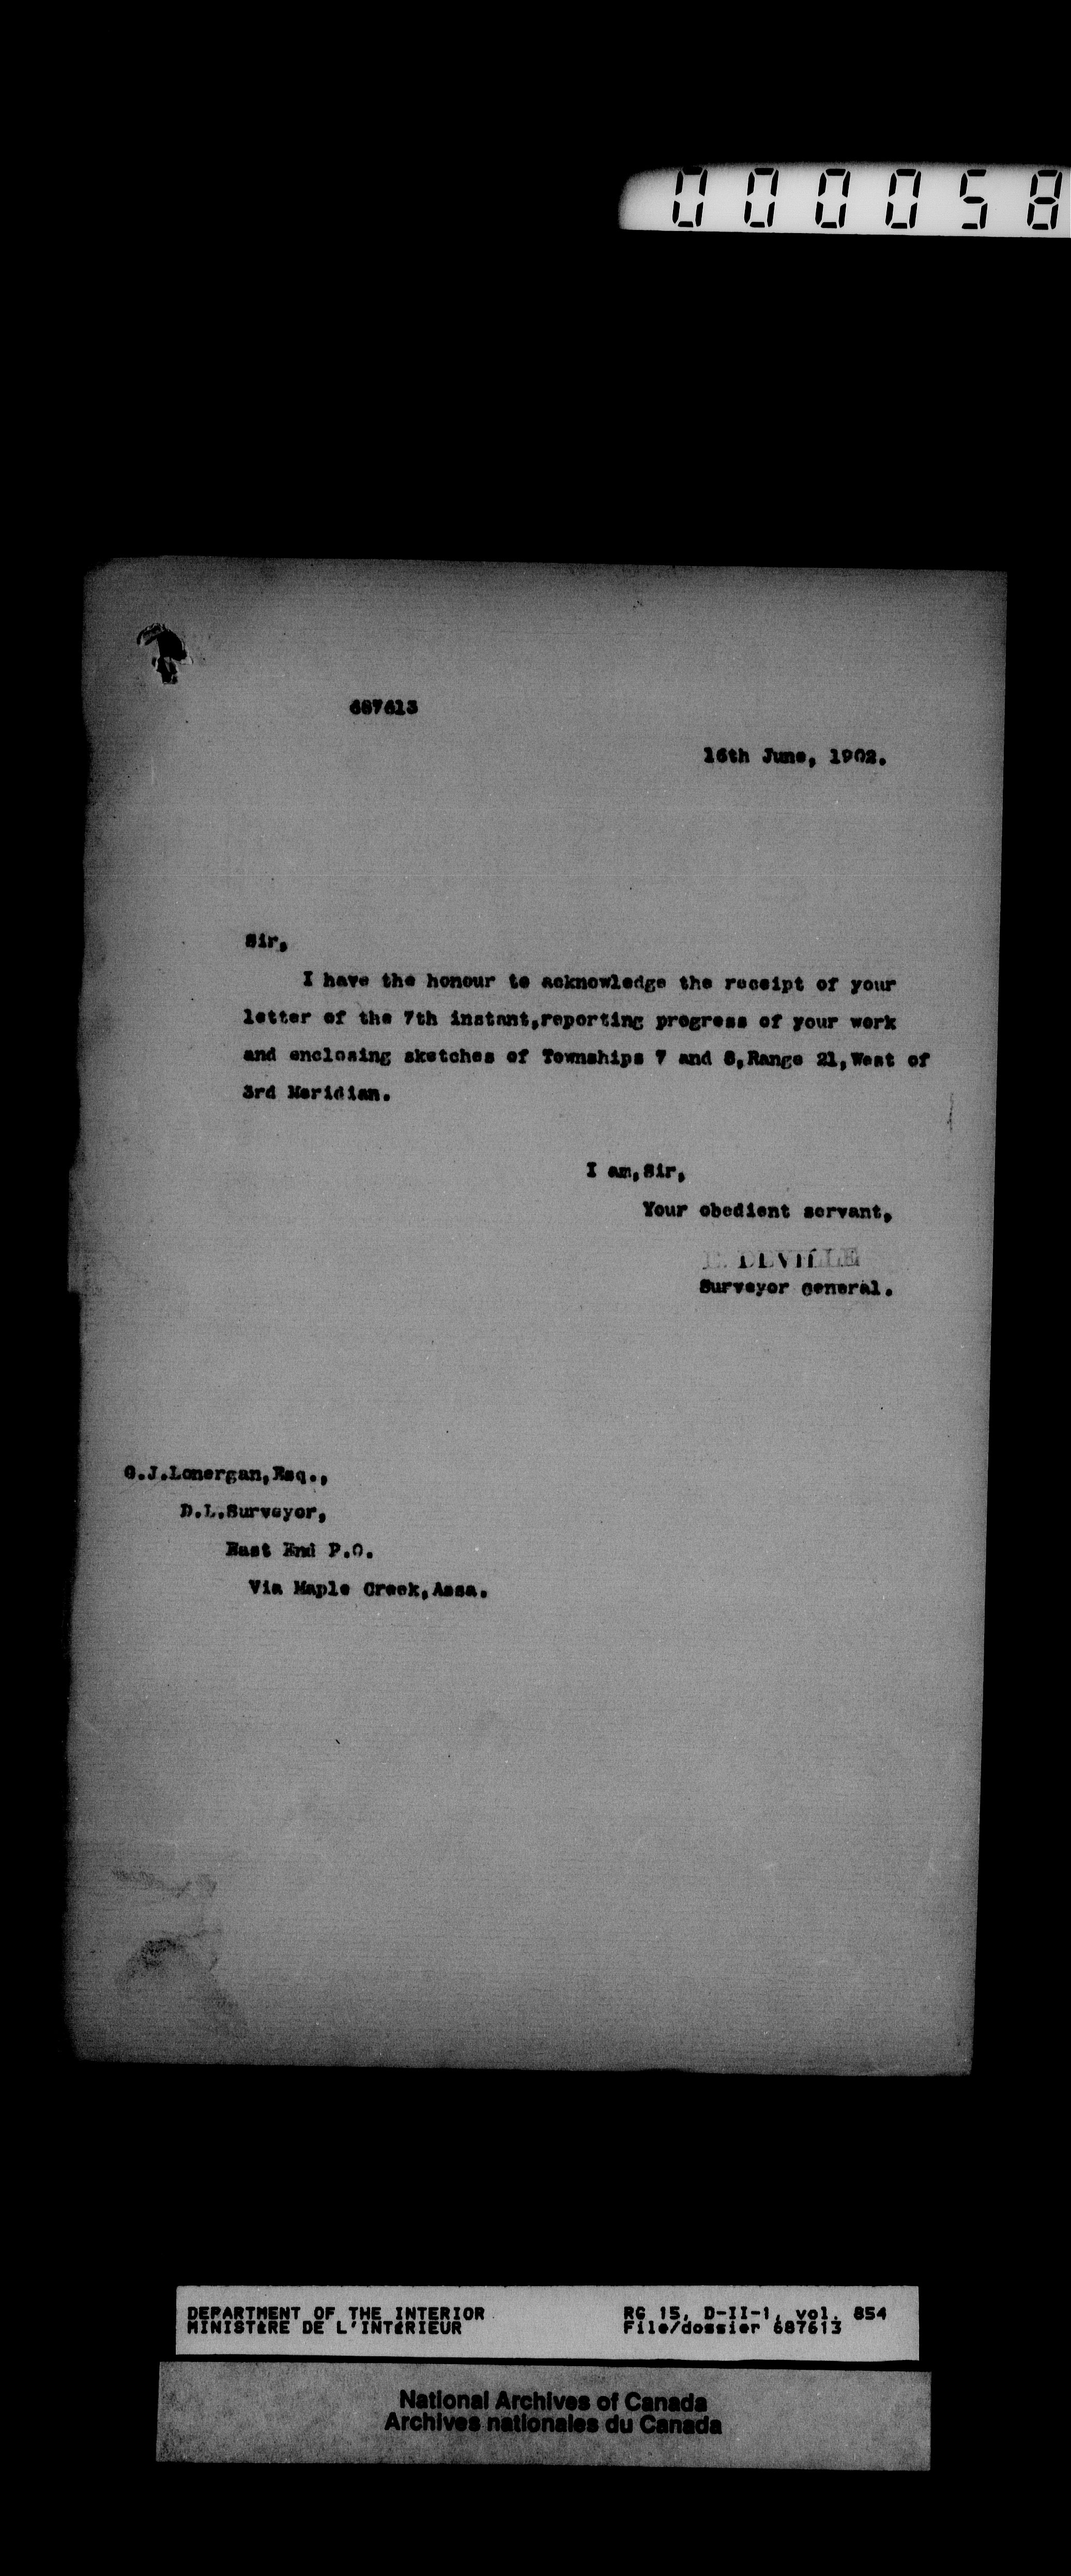 000058
687613
16th June, 1902.
Sir,
I have the honour to acknowledge the receipt of your
letter of the 7th instant,reporting progress of your work
and enclosing sketches of Townships 7 and 8,Range 21,West of
3rd Meridian.
I am,Sir,
Your obedient servant,
E. DEVILLE
Surveyor General.
G.J.Lonergan,Esq.,
D.L.Surveyor,
East End P.O.
Via Maple Creek,Assa.
DEPARTMENT OF THE INTERIOR RG 15, D-II-1, vol. 854
MINISTÈRE DE L'INTÉRIEUR File/dossier 687613
National Archives of Canada
Archives nationales du Canada